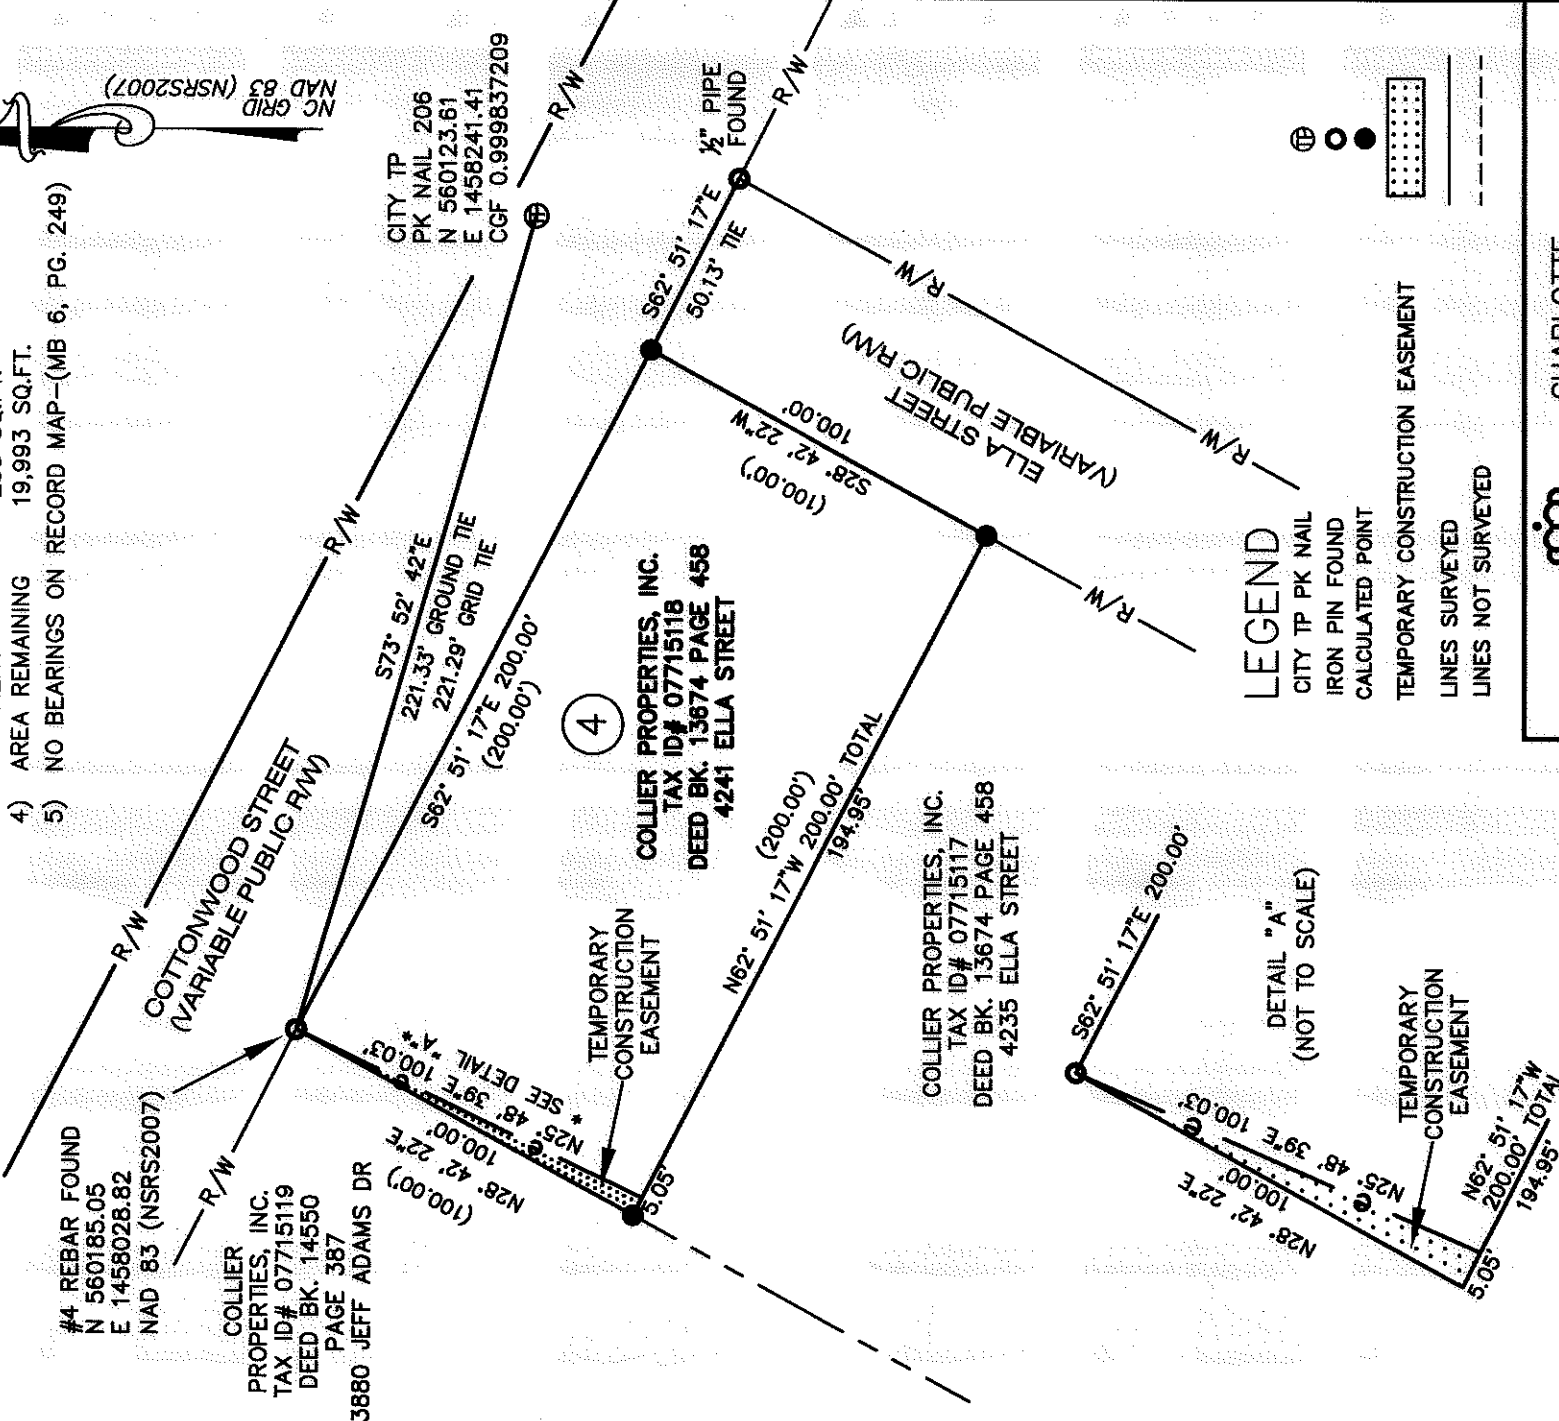 4) AREA REMAINING 19,993 SQ.FT.
5) NO BEARINGS ON RECORD MAP-(MB 6, PG. 249)
NC GRID
NAD 83 (NSRS2007)
CITY TP
PK NAIL 206
N 560123.61
E 1458241.41
CGF 0.999837209
R/W
R/W
½" PIPE
FOUND
R/W
S62° 51' 17"E
50.13' TIE
R/W
COTTONWOOD STREET
(VARIABLE PUBLIC R/W)
S73° 52' 42"E
221.33' GROUND TIE
221.29' GRID TIE
S62° 51' 17"E 200.00'
(200.00')
R/W
R/W
R/W
ELLA STREET
(VARIABLE PUBLIC R/W)
S28° 42' 22"W
100.00'
(100.00')
4
COLLIER PROPERTIES, INC.
TAX ID# 07715118
DEED BK. 13674 PAGE 458
4241 ELLA STREET
#4 REBAR FOUND
N 560185.05
E 1458028.82
NAD 83 (NSRS2007)
R/W
COLLIER
PROPERTIES, INC.
TAX ID# 07715119
DEED BK. 14550
PAGE 387
3880 JEFF ADAMS DR
N28° 42' 22"E
100.00'
(100.00')
N25° 48' 39"E 100.03'
* SEE DETAIL "A"*
e
e
TEMPORARY
CONSTRUCTION
EASEMENT
5.05'
(200.00')
N62° 51' 17"W 200.00' TOTAL
194.95'
COLLIER PROPERTIES, INC.
TAX ID# 07715117
DEED BK. 13674 PAGE 458
4235 ELLA STREET
S62° 51' 17"E 200.00'
DETAIL "A"
(NOT TO SCALE)
N28° 42' 22"E
100.00'
N25° 48' 39"E 100.03'
e
e
TEMPORARY
CONSTRUCTION
EASEMENT
N62° 51' 17"W
200.00' TOTAL
194.95'
5.05'
LEGEND
CITY TP PK NAIL
TP
IRON PIN FOUND
CALCULATED POINT
TEMPORARY CONSTRUCTION EASEMENT
LINES SURVEYED
LINES NOT SURVEYED
TP